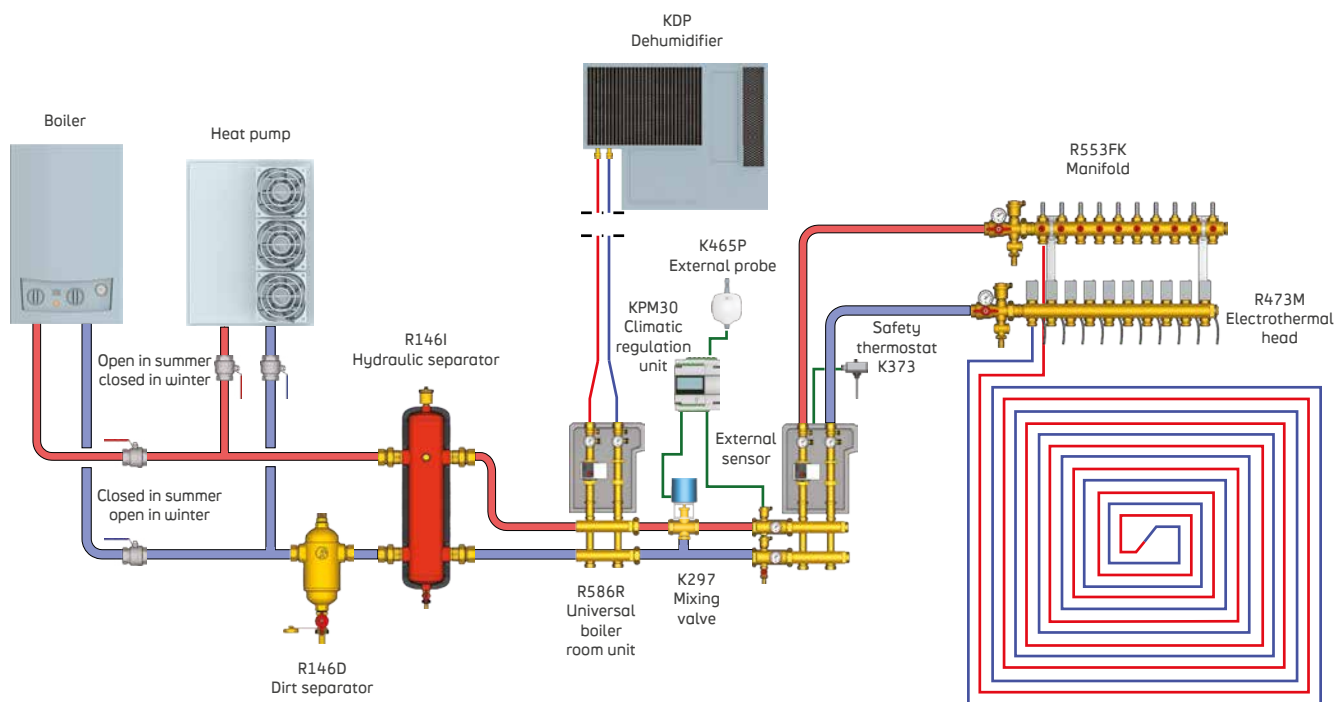 KDP
Dehumidifier
Boiler
Heat pump
R553FK
Manifold
K465P
External probe
KPM30
Climatic
regulation
unit
R473M
Electrothermal
head
Safety
thermostat
K373
R146I
Hydraulic separator
Open in summer
closed in winter
External
sensor
Closed in summer
open in winter
R586R
Universal
boiler
room unit
K297
Mixing
valve
R146D
Dirt separator